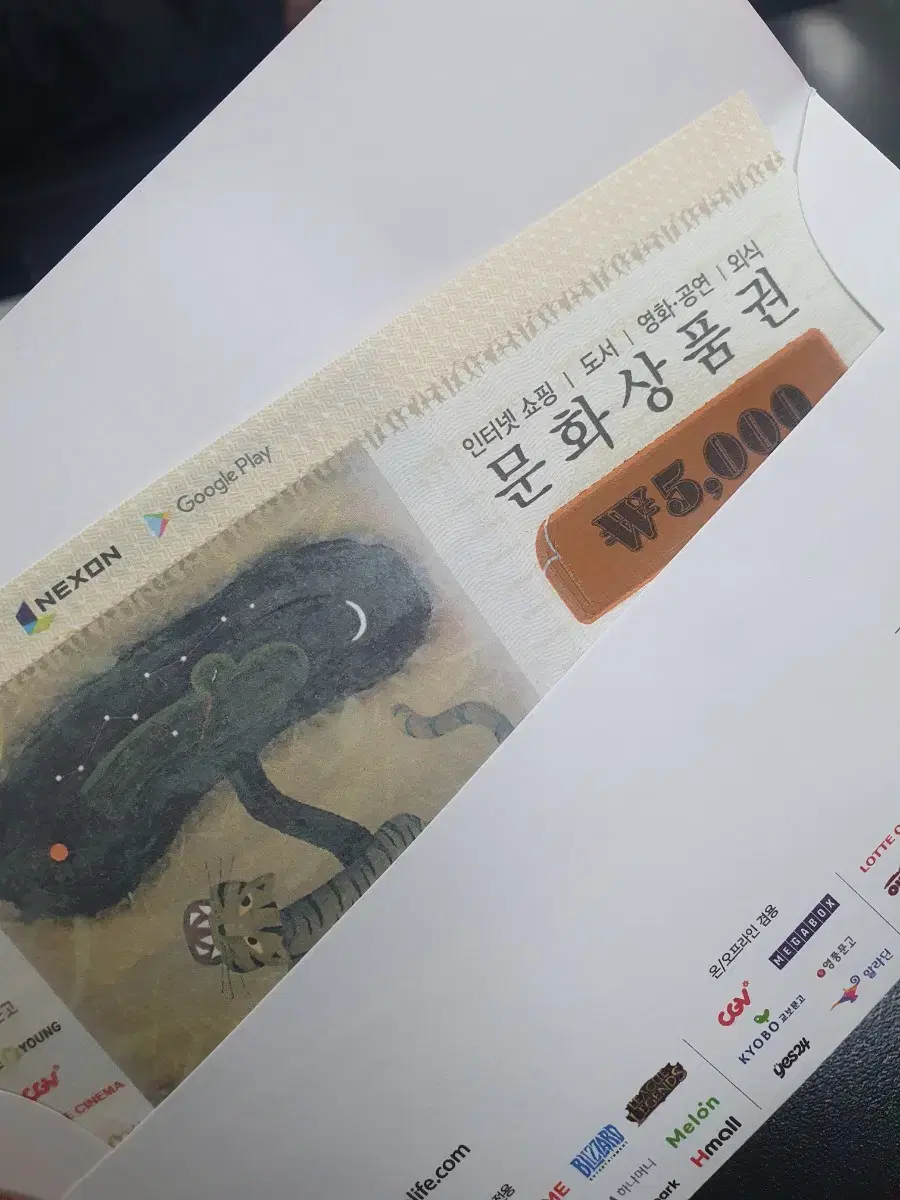 NEXON Google Play
인터넷 쇼핑 | 도서 | 영화·공연 | 외식
문화상품권
₩5,000
YOUNG
CGV
CINEMA
온/오프라인 겸용
CGV MEGABOX
KYOBO 교보문고 영풍문고
yes24 알라딘
LOTTE
life.com
BLIZZARD ENTERTAINMENT LEAGUE LEGENDS
하나머니 Melon
Hmall